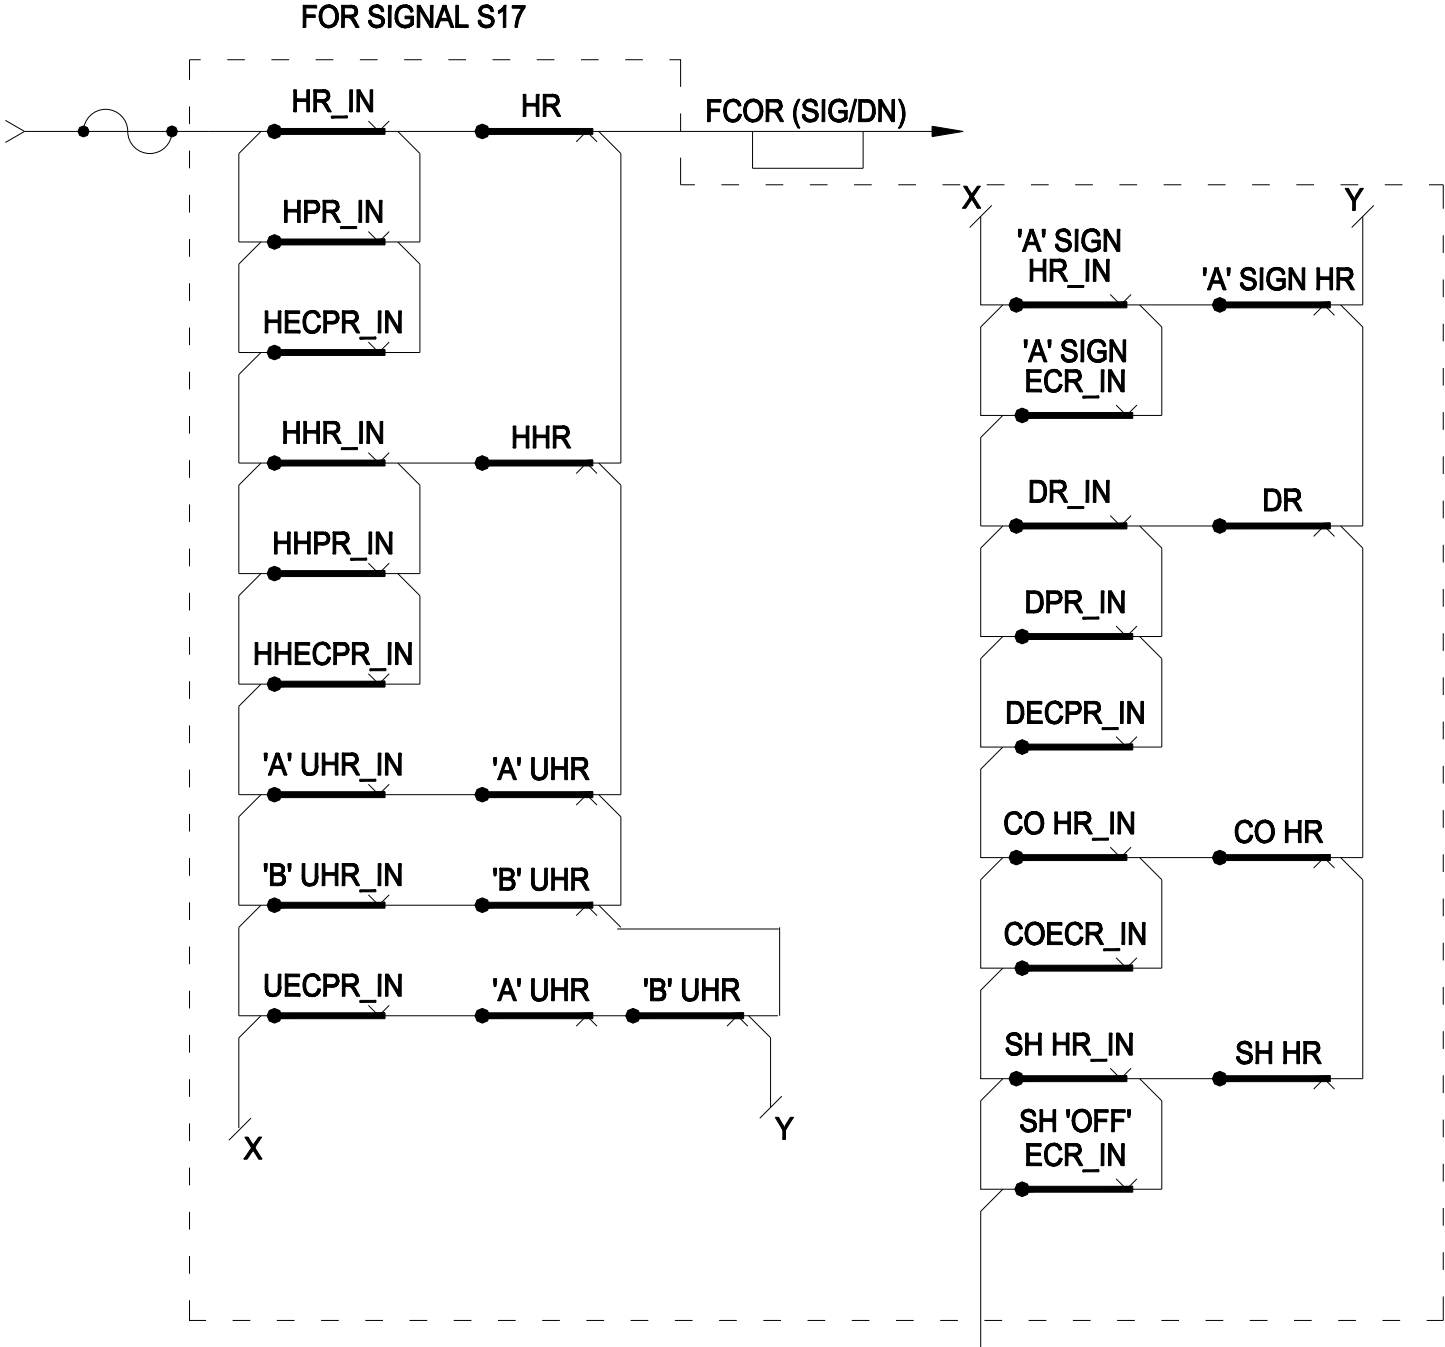 FOR SIGNAL S17
HR_IN HR FCOR (SIG/DN)
HPR_IN
HECPR_IN
HHR_IN HHR
HHPR_IN
HHECPR_IN
'A' UHR_IN 'A' UHR
'B' UHR_IN 'B' UHR
UECPR_IN 'A' UHR 'B' UHR
X Y
X Y
'A' SIGN
HR_IN 'A' SIGN HR
'A' SIGN
ECR_IN
DR_IN DR
DPR_IN
DECPR_IN
CO HR_IN CO HR
COECR_IN
SH HR_IN SH HR
SH 'OFF'
ECR_IN